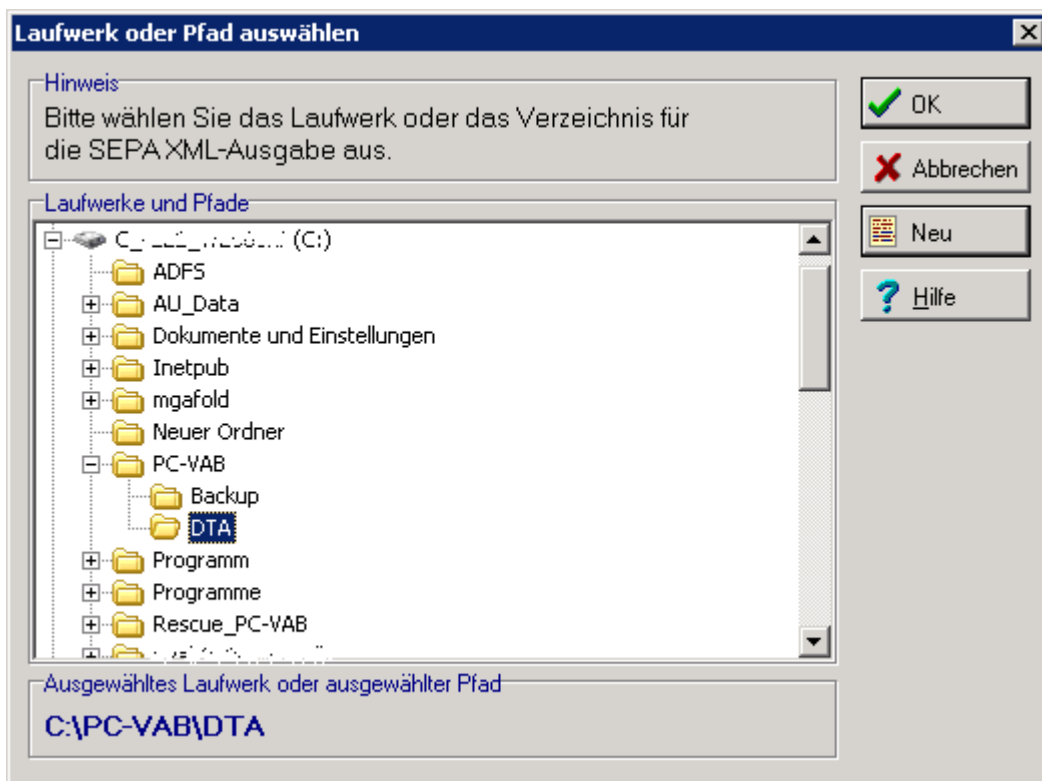 Laufwerk oder Pfad auswählen
Hinweis
Bitte wählen Sie das Laufwerk oder das Verzeichnis für
die SEPA XML-Ausgabe aus.
OK
Abbrechen
Neu
Hilfe
Laufwerke und Pfade
(C:)
ADFS
AU_Data
Dokumente und Einstellungen
Inetpub
mgafold
Neuer Ordner
PC-VAB
Backup
DTA
Programm
Programme
Rescue_PC-VAB
Ausgewähltes Laufwerk oder ausgewählter Pfad
C:\PC-VAB\DTA